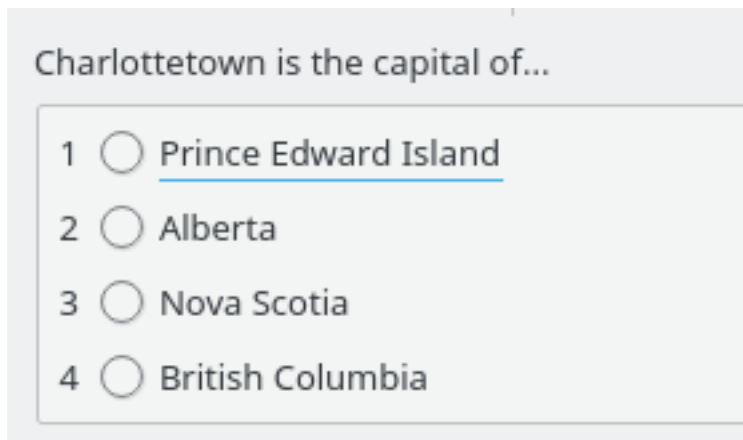 Charlottetown is the capital of...
1 Prince Edward Island
2 Alberta
3 Nova Scotia
4 British Columbia